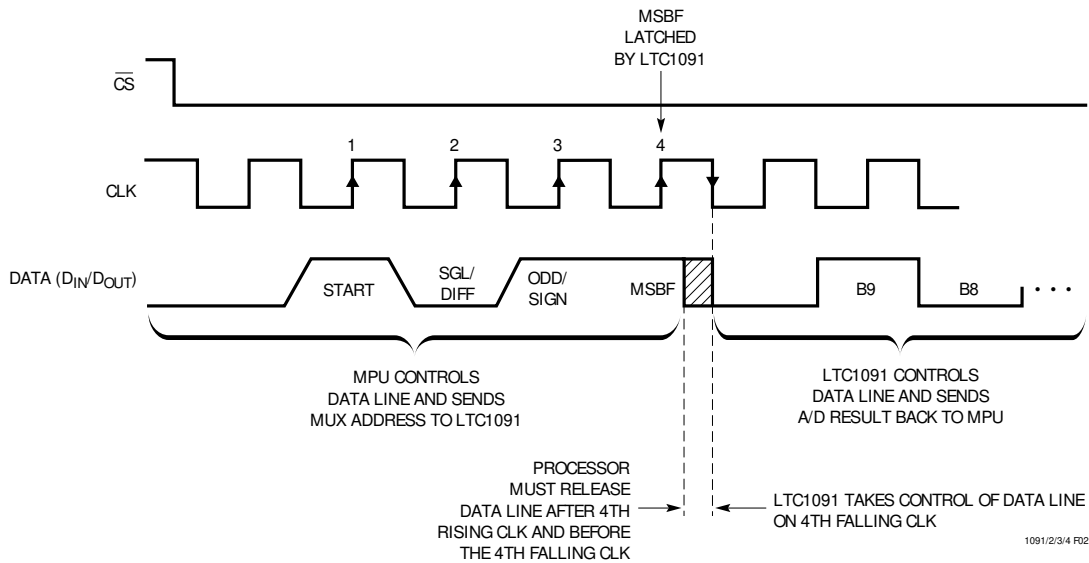 MSBF
LATCHED
BY LTC1091
CS
1 2 3 4
CLK
DATA (DIN/DOUT)
START
SGL/
DIFF
ODD/
SIGN
MSBF
B9
B8
• • •
MPU CONTROLS
DATA LINE AND SENDS
MUX ADDRESS TO LTC1091
LTC1091 CONTROLS
DATA LINE AND SENDS
A/D RESULT BACK TO MPU
PROCESSOR
MUST RELEASE
DATA LINE AFTER 4TH
RISING CLK AND BEFORE
THE 4TH FALLING CLK
LTC1091 TAKES CONTROL OF DATA LINE
ON 4TH FALLING CLK
1091/2/3/4 F02